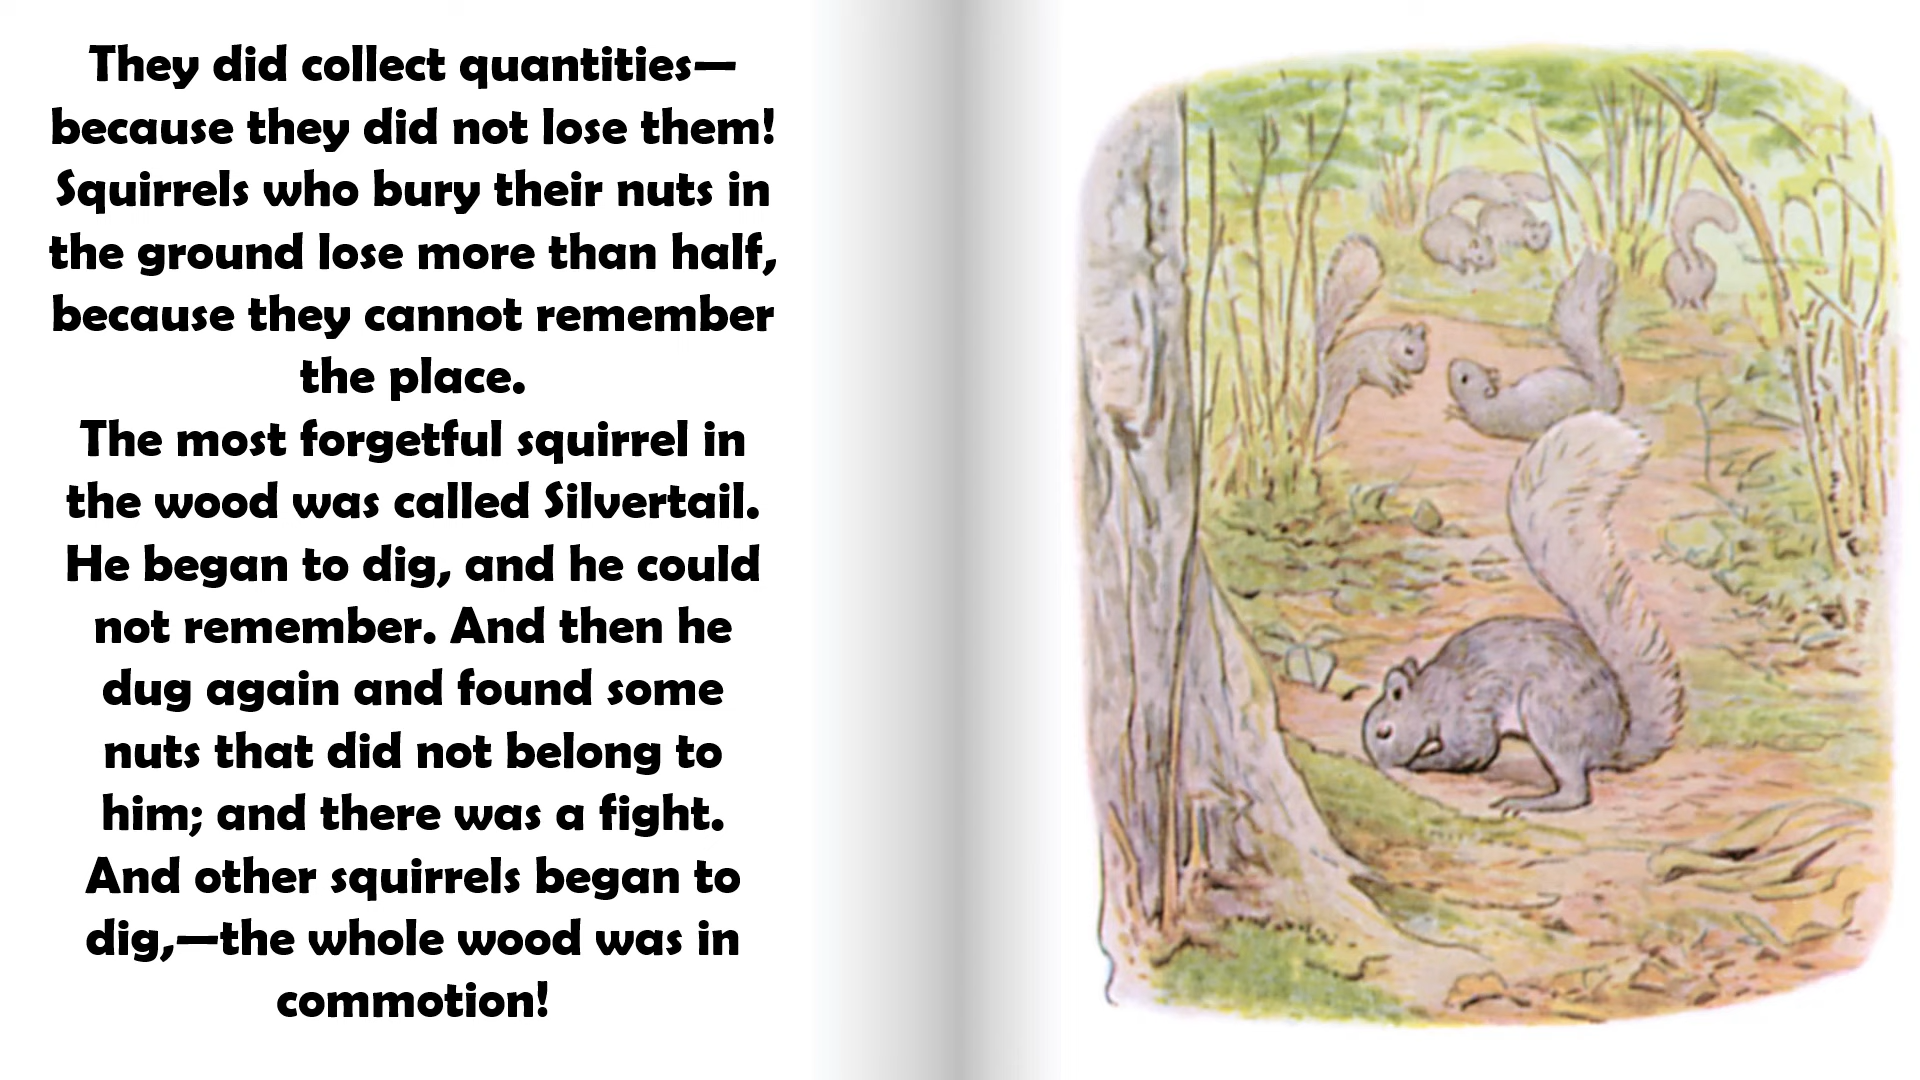 They did collect quantities—
because they did not lose them!
Squirrels who bury their nuts in
the ground lose more than half,
because they cannot remember
the place.
The most forgetful squirrel in
the wood was called Silvertail.
He began to dig, and he could
not remember. And then he
dug again and found some
nuts that did not belong to
him; and there was a fight.
And other squirrels began to
dig,—the whole wood was in
commotion!